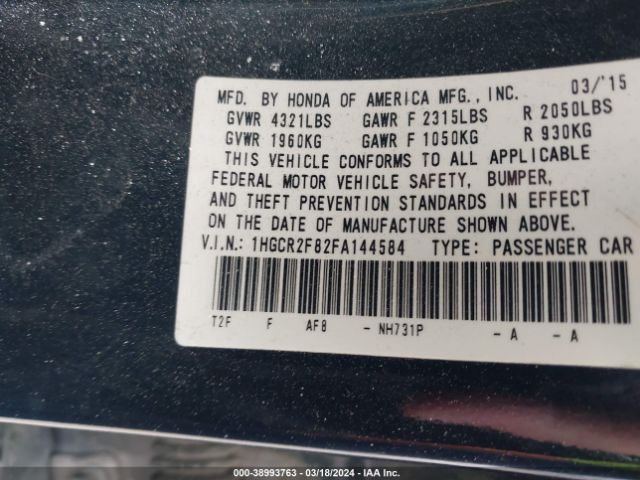 MFD. BY HONDA OF AMERICA MFG., INC. 03/'15
GVWR 4321LBS GAWR F 2315LBS R 2050LBS
GVWR 1960KG GAWR F 1050KG R 930KG
THIS VEHICLE CONFORMS TO ALL APPLICABLE
FEDERAL MOTOR VEHICLE SAFETY, BUMPER,
AND THEFT PREVENTION STANDARDS IN EFFECT
ON THE DATE OF MANUFACTURE SHOWN ABOVE.
V.I.N.: 1HGCR2F82FA144584 TYPE: PASSENGER CAR
T2F F AF8 - NH731P - A - A
000-38993763 - 03/18/2024 - IAA Inc.